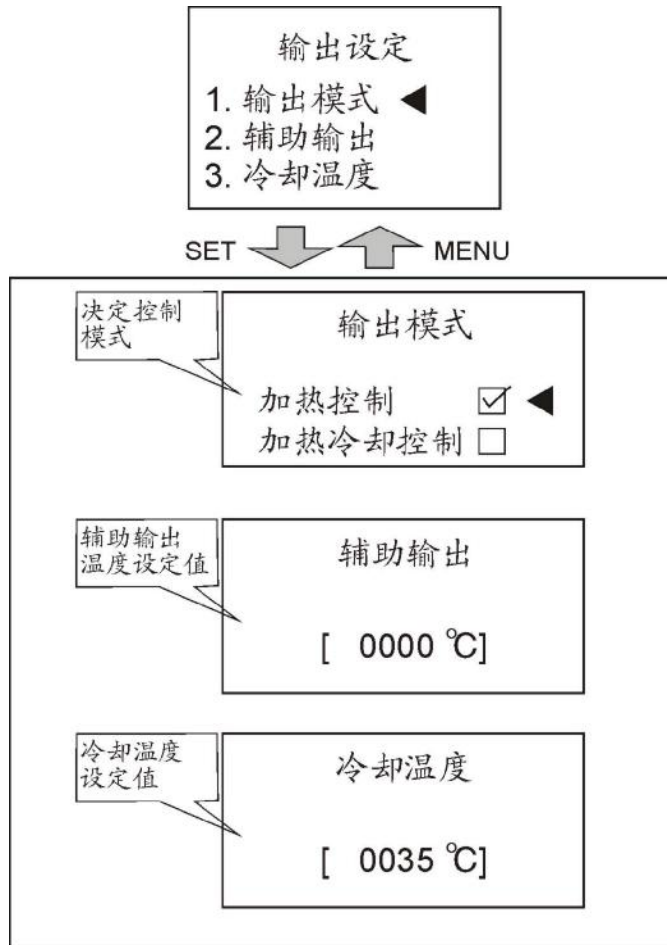 输出设定
1. 输出模式 ◀
2. 辅助输出
3. 冷却温度
SET
MENU
决定控制
模式
输出模式
加热控制 ☑ ◀
加热冷却控制 □
辅助输出
温度设定值
辅助输出
[ 0000 ℃]
冷却温度
设定值
冷却温度
[ 0035 ℃]